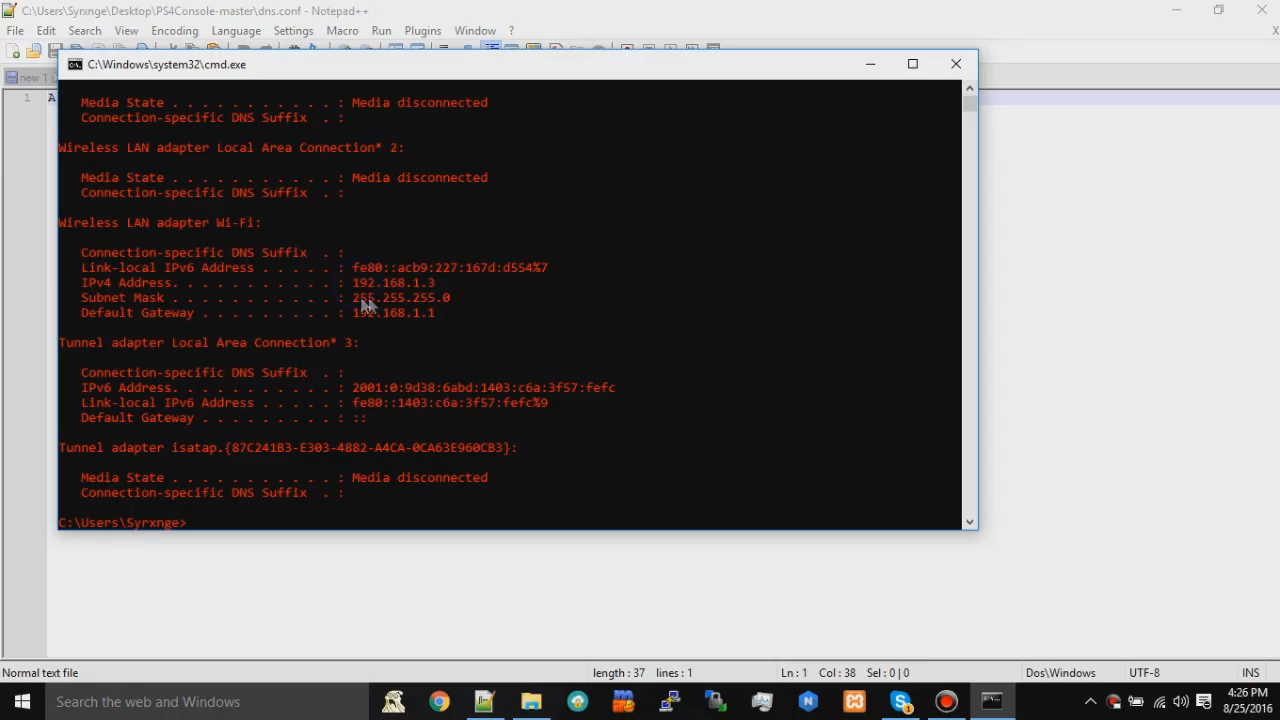 C:\Users\Syrxnge\Desktop\PS4Console-master\dns.conf - Notepad++
File Edit Search View Encoding Language Settings Macro Run Plugins Window ? X
new 1
1 A
C:\Windows\system32\cmd.exe
Media State . . . . . . . . . . . : Media disconnected
Connection-specific DNS Suffix . :
Wireless LAN adapter Local Area Connection* 2:
Media State . . . . . . . . . . . : Media disconnected
Connection-specific DNS Suffix . :
Wireless LAN adapter Wi-Fi:
Connection-specific DNS Suffix . :
Link-local IPv6 Address . . . . . : fe80::acb9:227:167d:d554%7
IPv4 Address. . . . . . . . . . . : 192.168.1.3
Subnet Mask . . . . . . . . . . . : 255.255.255.0
Default Gateway . . . . . . . . . : 192.168.1.1
Tunnel adapter Local Area Connection* 3:
Connection-specific DNS Suffix . :
IPv6 Address. . . . . . . . . . . : 2001:0:9d38:6abd:1403:c6a:3f57:fefc
Link-local IPv6 Address . . . . . : fe80::1403:c6a:3f57:fefc%9
Default Gateway . . . . . . . . . : ::
Tunnel adapter isatap.{87C241B3-E303-4882-A4CA-0CA63E960CB3}:
Media State . . . . . . . . . . . : Media disconnected
Connection-specific DNS Suffix . :
C:\Users\Syrxnge>
Normal text file length : 37 lines : 1 Ln : 1 Col : 38 Sel : 0 | 0 Dos\Windows UTF-8 INS
Search the web and Windows
4:26 PM
8/25/2016